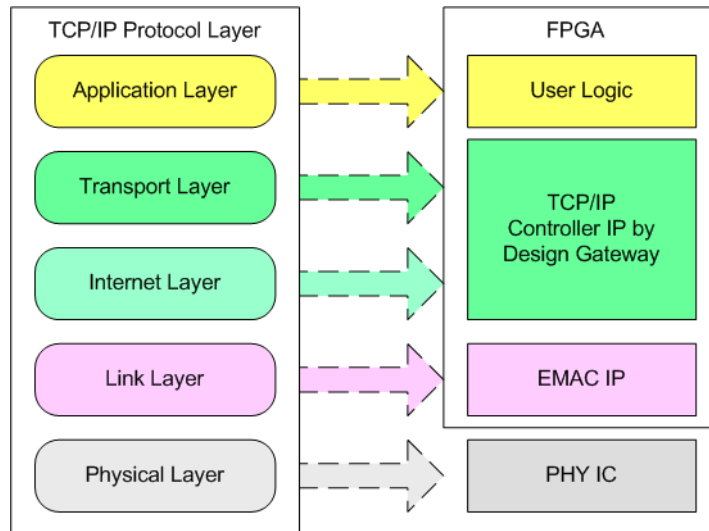 TCP/IP Protocol Layer
Application Layer
Transport Layer
Internet Layer
Link Layer
Physical Layer
FPGA
User Logic
TCP/IP
Controller IP by
Design Gateway
EMAC IP
PHY IC